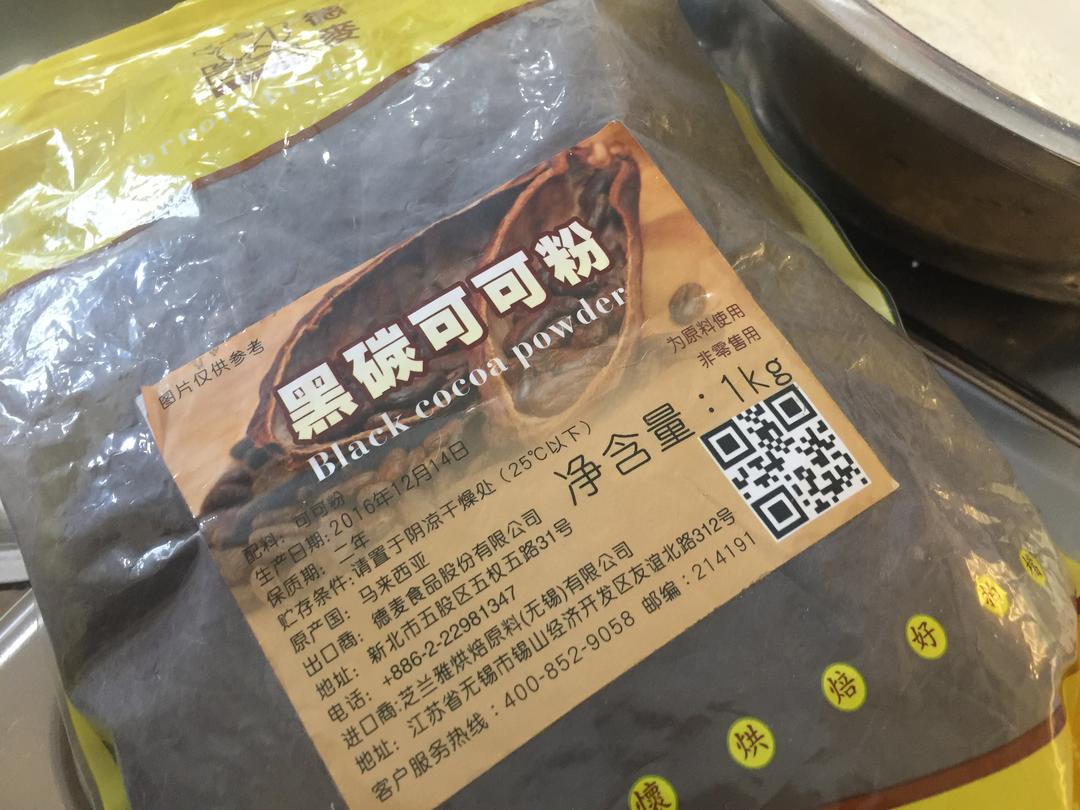 德麥
图片仅供参考
黑碳可可粉
Black cocoa powder
为原料使用
非零售用
净含量：1kg
配料: 可可粉
生产日期: 2016年12月14日
保质期: 二年
贮存条件: 请置于阴凉干燥处（25℃以下）
原产国: 马来西亚
出口商: 德麦食品股份有限公司
地址: 新北市五股区五权五路31号
电话: +886-2-22981347
进口商:芝兰雅烘焙原料(无锡)有限公司
地址: 江苏省无锡市锡山经济开发区友谊北路312号
客户服务热线：400-852-9058 邮编：214191
懷 烘 焙 好